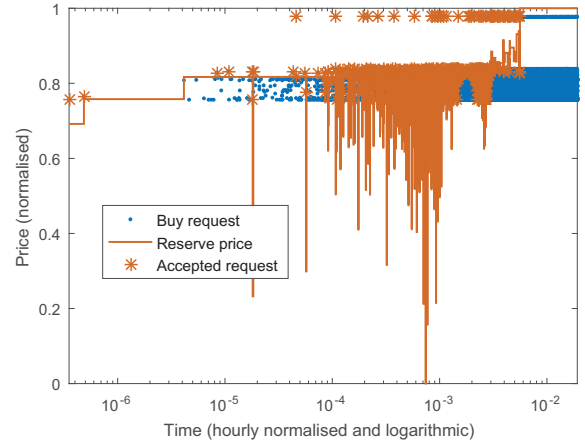 1
0.8
0.6
0.4
0.2
0
Price (normalised)
Buy request
Reserve price
Accepted request
10^-6
10^-5
10^-4
10^-3
10^-2
Time (hourly normalised and logarithmic)